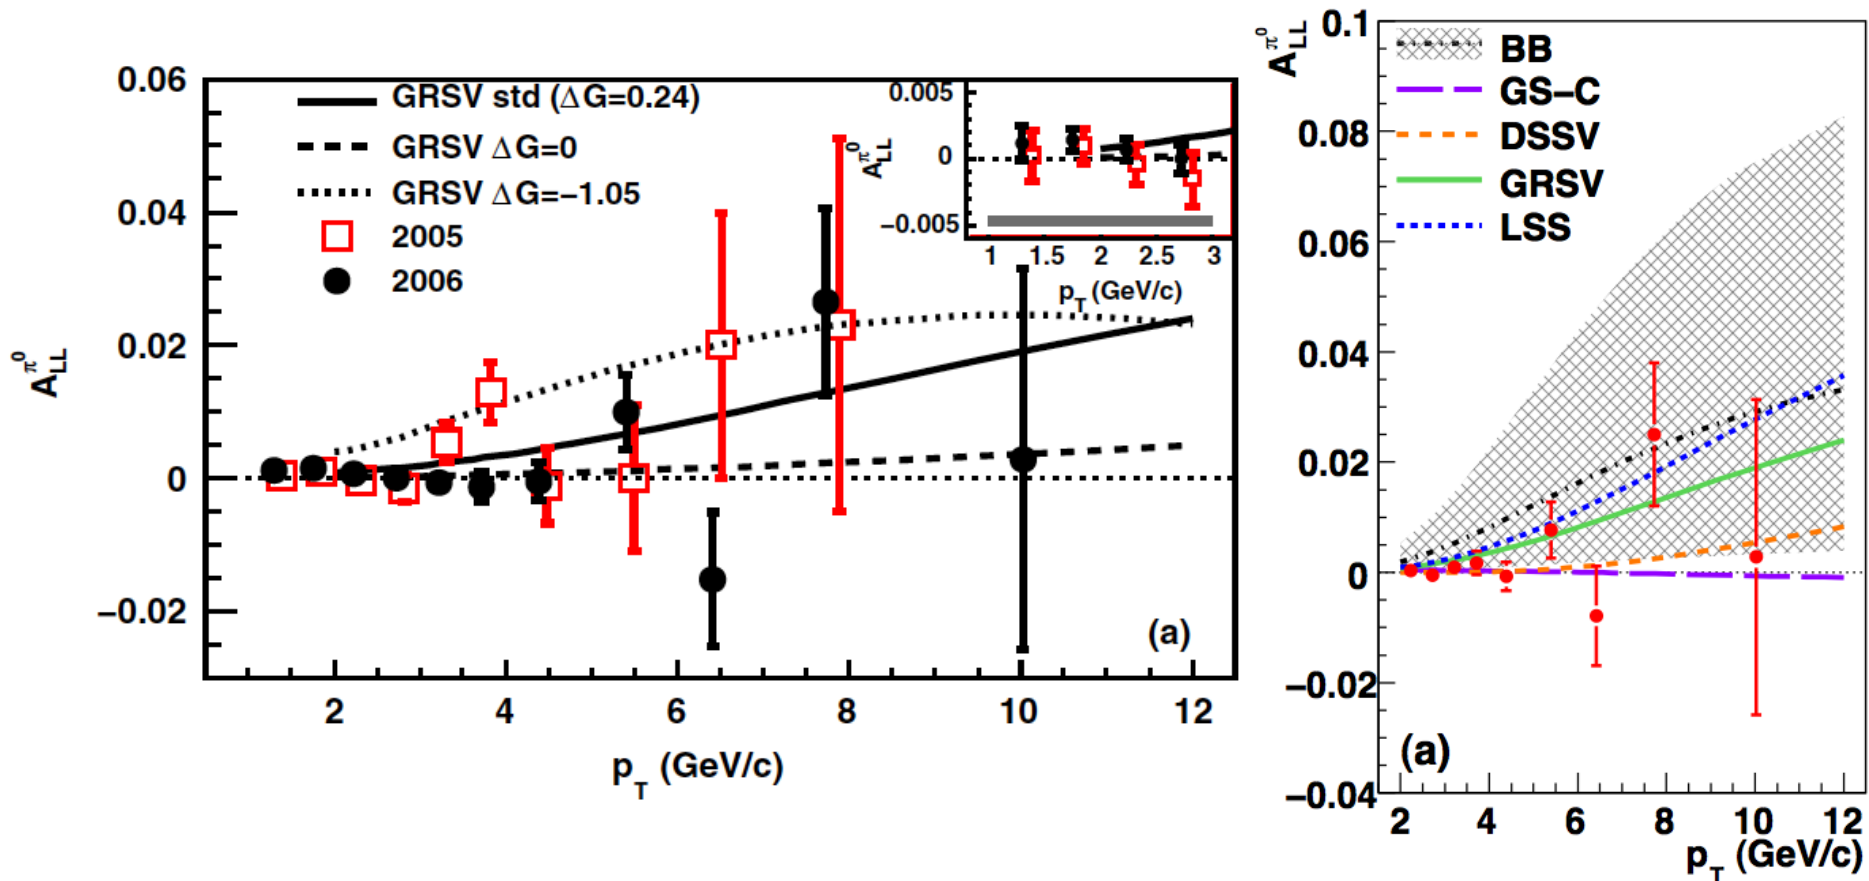 A_LL^π⁰
0.06
0.04
0.02
0
−0.02
GRSV std (ΔG=0.24)
GRSV ΔG=0
GRSV ΔG=−1.05
2005
2006
A_LL^π⁰
0.005
0
−0.005
1 1.5 2 2.5 3
p_T (GeV/c)
(a)
2 4 6 8 10 12
p_T (GeV/c)
A_LL^π⁰
0.1
0.08
0.06
0.04
0.02
0
−0.02
−0.04
BB
GS−C
DSSV
GRSV
LSS
(a)
2 4 6 8 10 12
p_T (GeV/c)